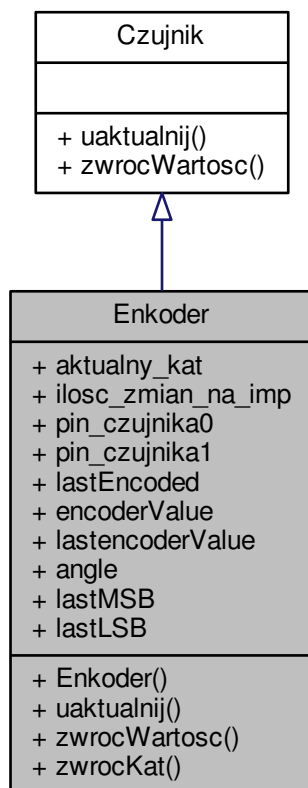 Czujnik
+ uaktualnij()
+ zwrocWartosc()
Enkoder
+ aktualny_kat
+ ilosc_zmian_na_imp
+ pin_czujnika0
+ pin_czujnika1
+ lastEncoded
+ encoderValue
+ lastencoderValue
+ angle
+ lastMSB
+ lastLSB
+ Enkoder()
+ uaktualnij()
+ zwrocWartosc()
+ zwrocKat()